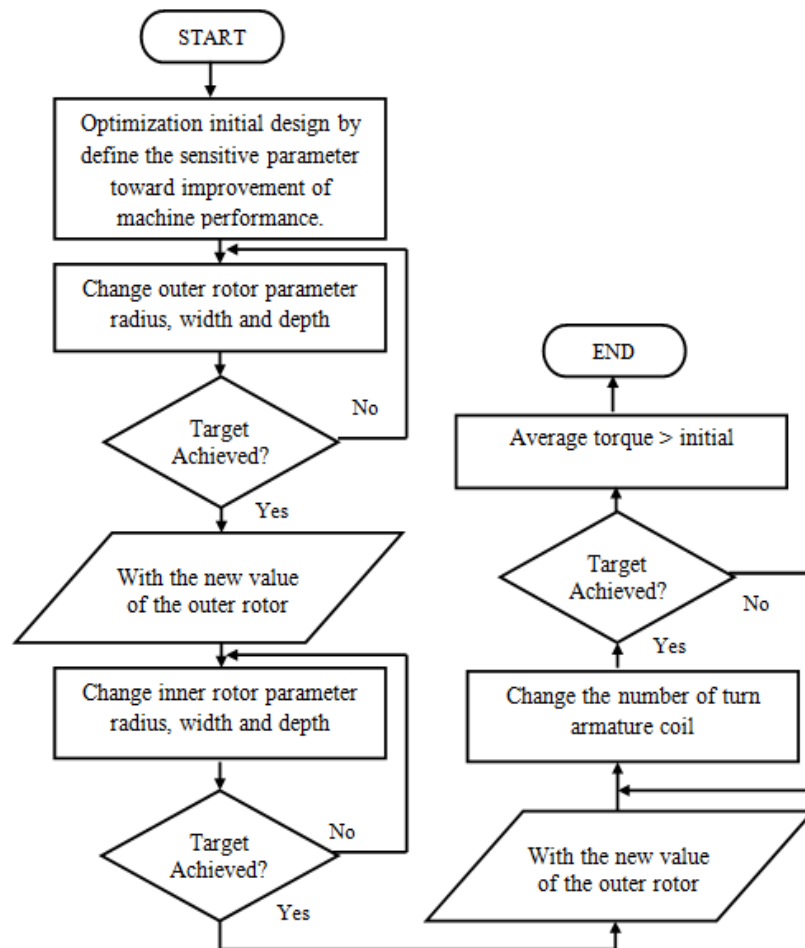 START
Optimization initial design by
define the sensitive parameter
toward improvement of
machine performance.
Change outer rotor parameter
radius, width and depth
Target
Achieved?
No
Yes
With the new value
of the outer rotor
Change inner rotor parameter
radius, width and depth
Target
Achieved?
No
Yes
With the new value
of the outer rotor
Change the number of turn
armature coil
Target
Achieved?
No
Yes
Average torque > initial
END